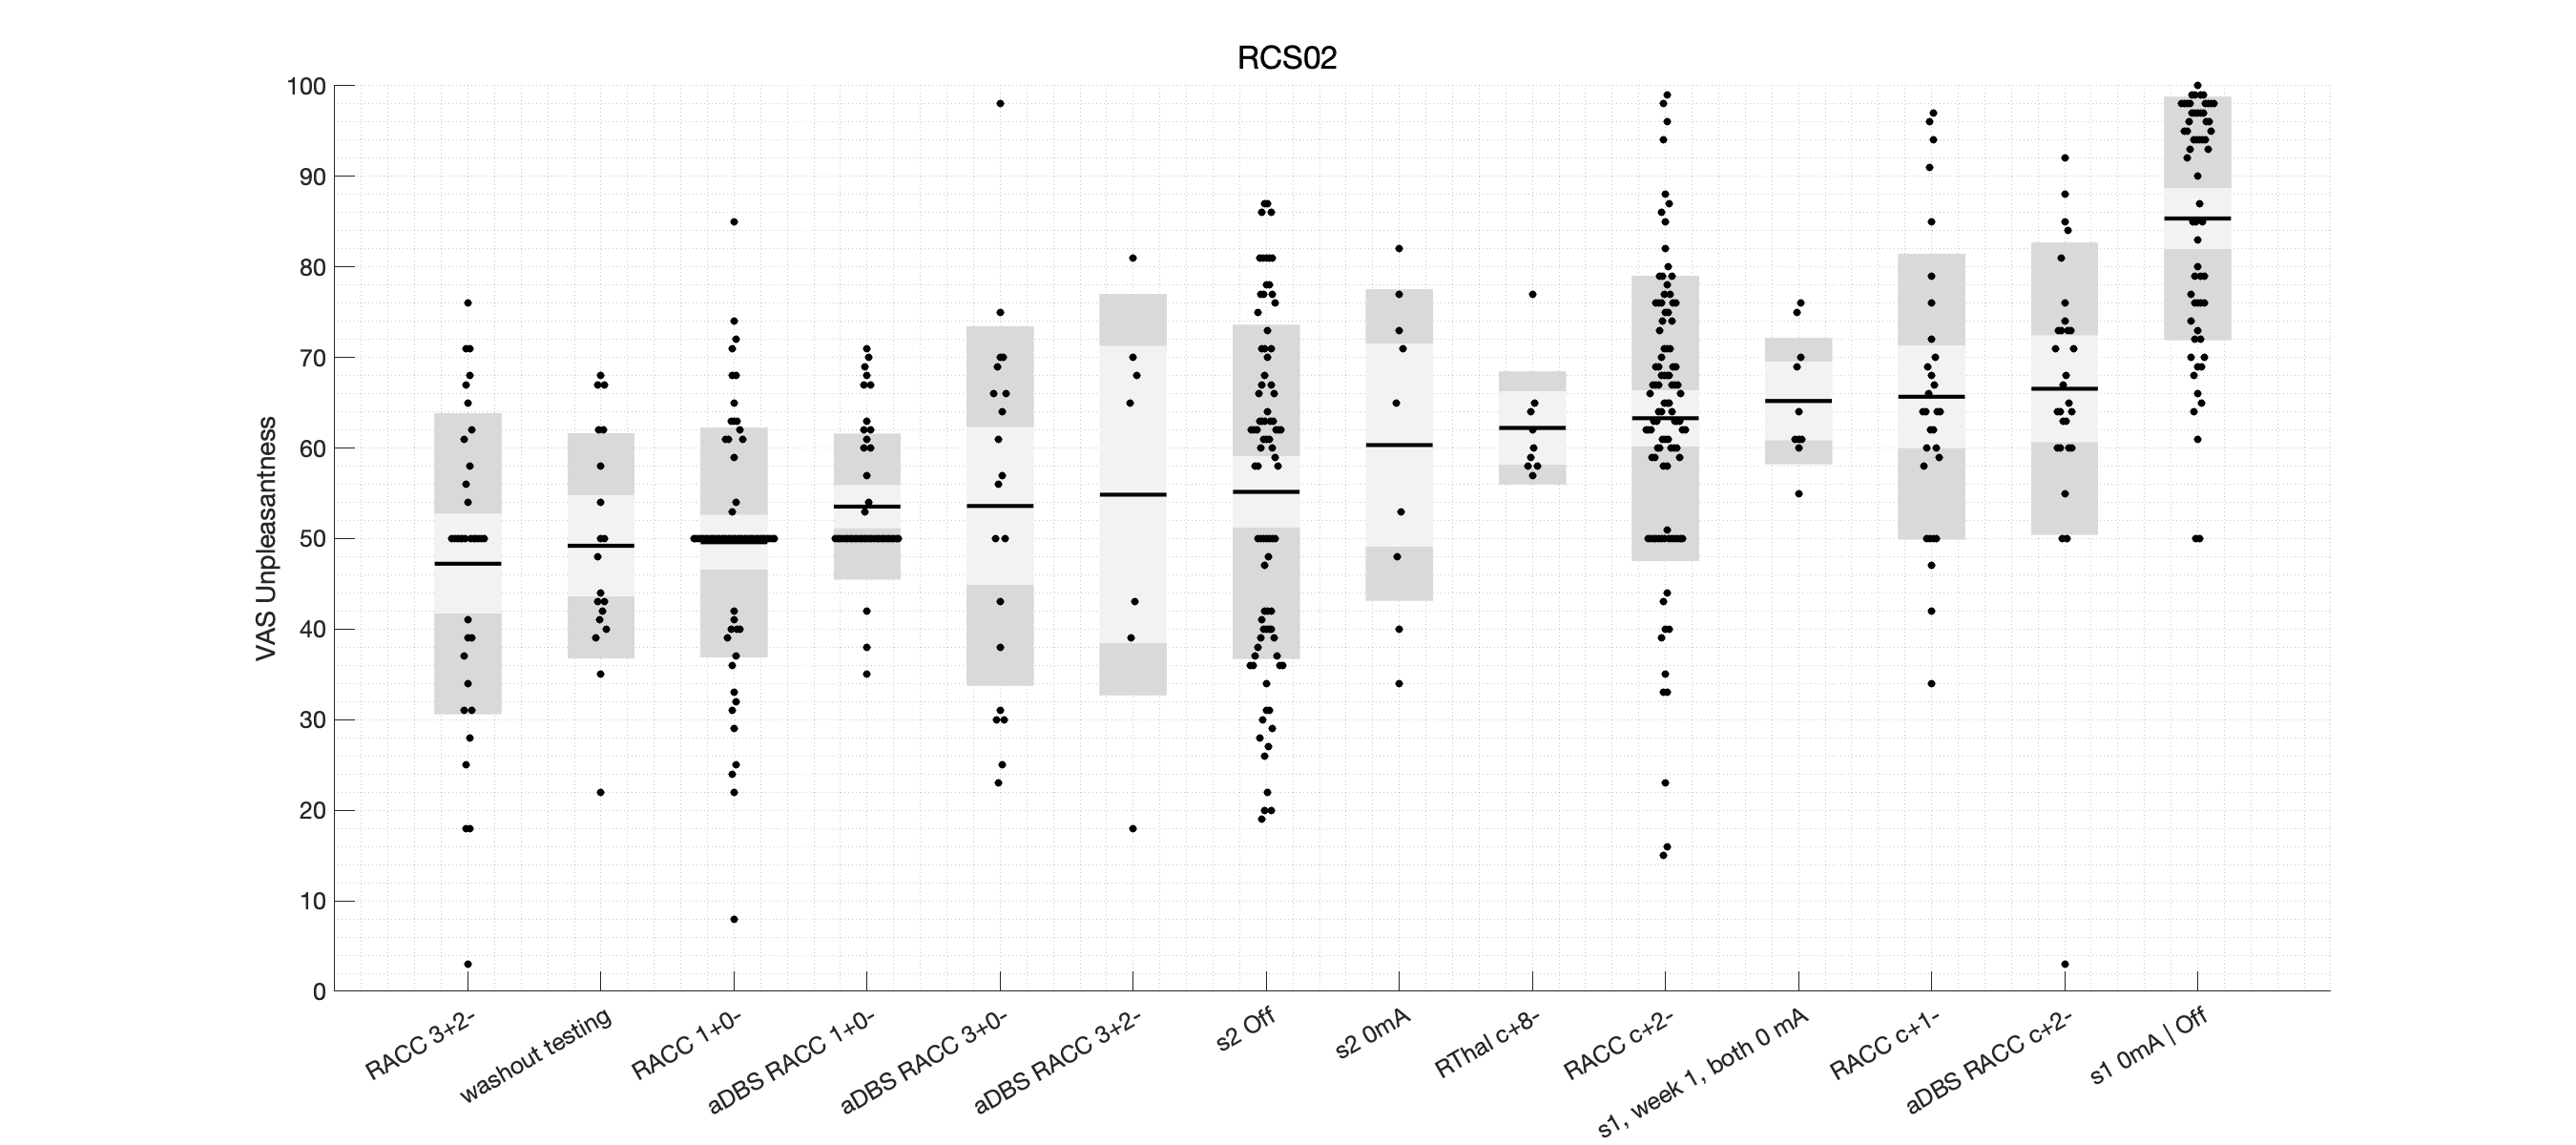 RCS02
100
90
80
70
60
50
40
30
20
10
0
VAS Unpleasantness
RACC 3+2-
washout testing
RACC 1+0-
aDBS RACC 1+0-
aDBS RACC 3+0-
aDBS RACC 3+2-
s2 Off
s2 0mA
RThal c+8-
RACC c+2-
s1, week 1, both 0 mA
RACC c+1-
aDBS RACC c+2-
s1 0mA | Off